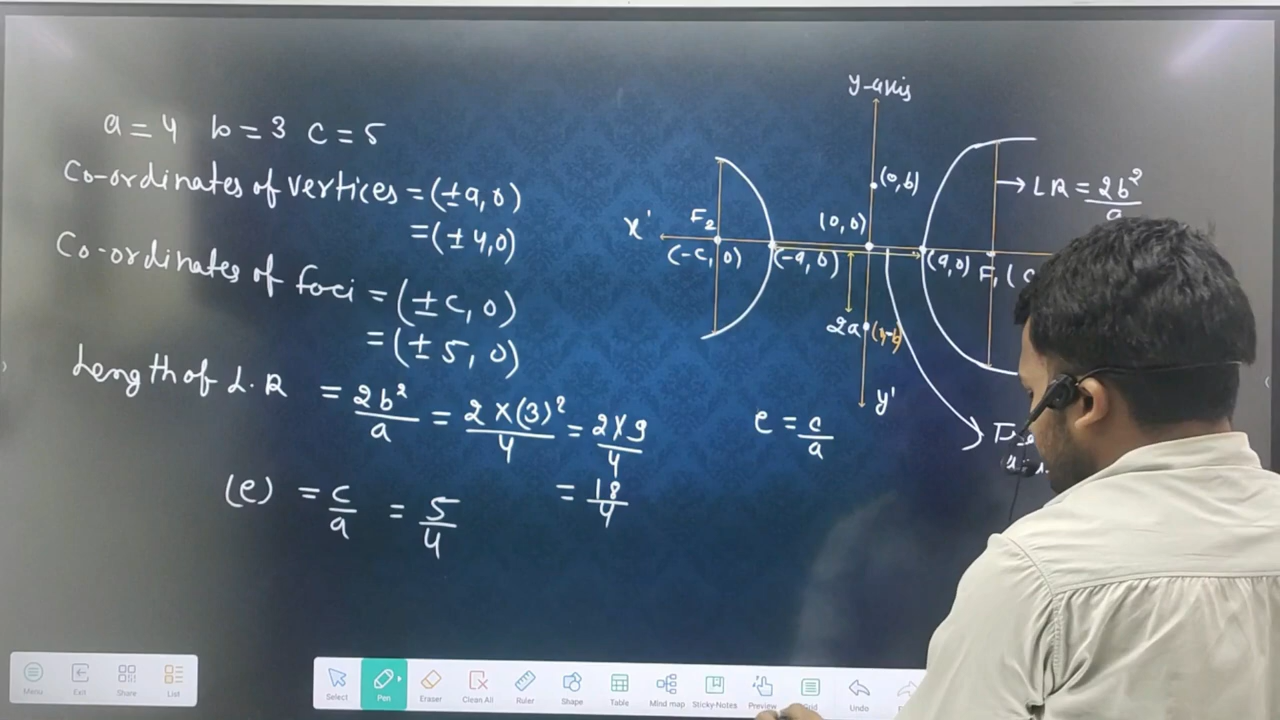 a = 4 b = 3 c = 5
Co-ordinates of vertices = (±a, 0)
= (± 4, 0)
Co-ordinates of foci = (±c, 0)
= (± 5, 0)
Length of L.R = 2b²/a = 2 × (3)²/4 = 2 × 9/4
= 18/4
(e) = c/a = 5/4
e = c/a
y-axis
(0, b)
(0, 0)
x'
F₂
(-c, 0)
(-a, 0)
(a, 0)
F₁ (c
LR = 2b²/a
2a
y'
Menu
Exit
Share
List
Select
Pen
Eraser
Clean All
Ruler
Shape
Table
Mind map
Sticky-Notes
Preview
Grid
Undo